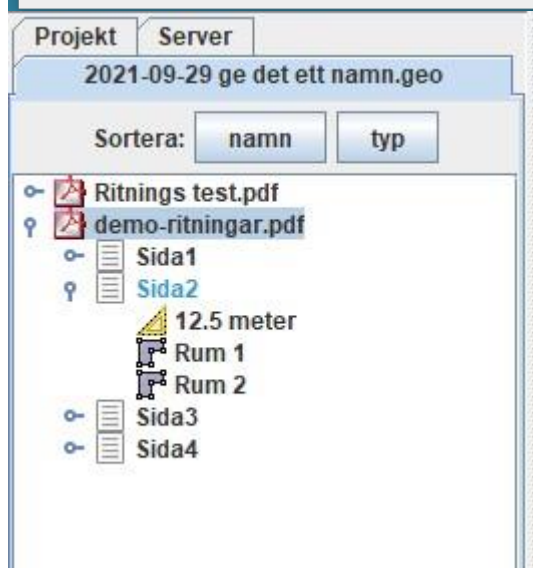 Projekt Server
2021-09-29 ge det ett namn.geo
Sortera: namn typ
Ritnings test.pdf
demo-ritningar.pdf
Sida1
Sida2
12.5 meter
Rum 1
Rum 2
Sida3
Sida4